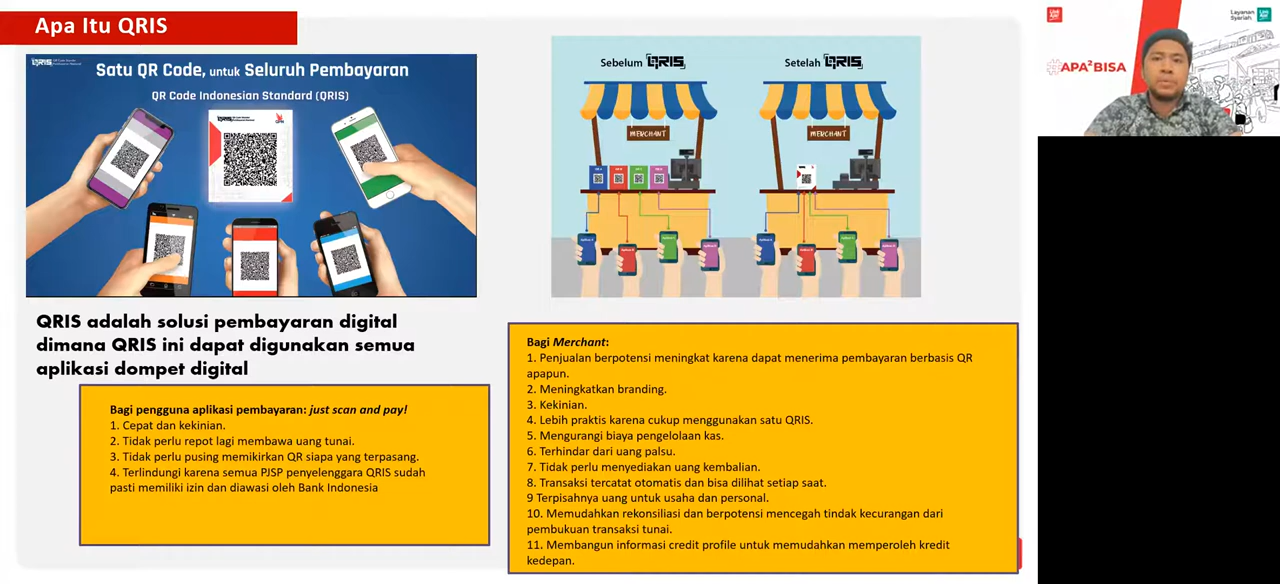 Apa Itu QRIS
QRIS
Satu QR Code, untuk Seluruh Pembayaran
QR Code Indonesian Standard (QRIS)
QRIS
QRIS adalah solusi pembayaran digital
dimana QRIS ini dapat digunakan semua
aplikasi dompet digital
Bagi pengguna aplikasi pembayaran: just scan and pay!
1. Cepat dan kekinian.
2. Tidak perlu repot lagi membawa uang tunai.
3. Tidak perlu pusing memikirkan QR siapa yang terpasang.
4. Terlindungi karena semua PJSP penyelenggara QRIS sudah
pasti memiliki izin dan diawasi oleh Bank Indonesia
Sebelum QRIS
Setelah QRIS
MERCHANT
MERCHANT
Bagi Merchant:
1. Penjualan berpotensi meningkat karena dapat menerima pembayaran berbasis QR
apapun.
2. Meningkatkan branding.
3. Kekinian.
4. Lebih praktis karena cukup menggunakan satu QRIS.
5. Mengurangi biaya pengelolaan kas.
6. Terhindar dari uang palsu.
7. Tidak perlu menyediakan uang kembalian.
8. Transaksi tercatat otomatis dan bisa dilihat setiap saat.
9 Terpisahnya uang untuk usaha dan personal.
10. Memudahkan rekonsiliasi dan berpotensi mencegah tindak kecurangan dari
pembukuan transaksi tunai.
11. Membangun informasi credit profile untuk memudahkan memperoleh kredit
kedepan.
Layanan
Syariah
#APA²BISA